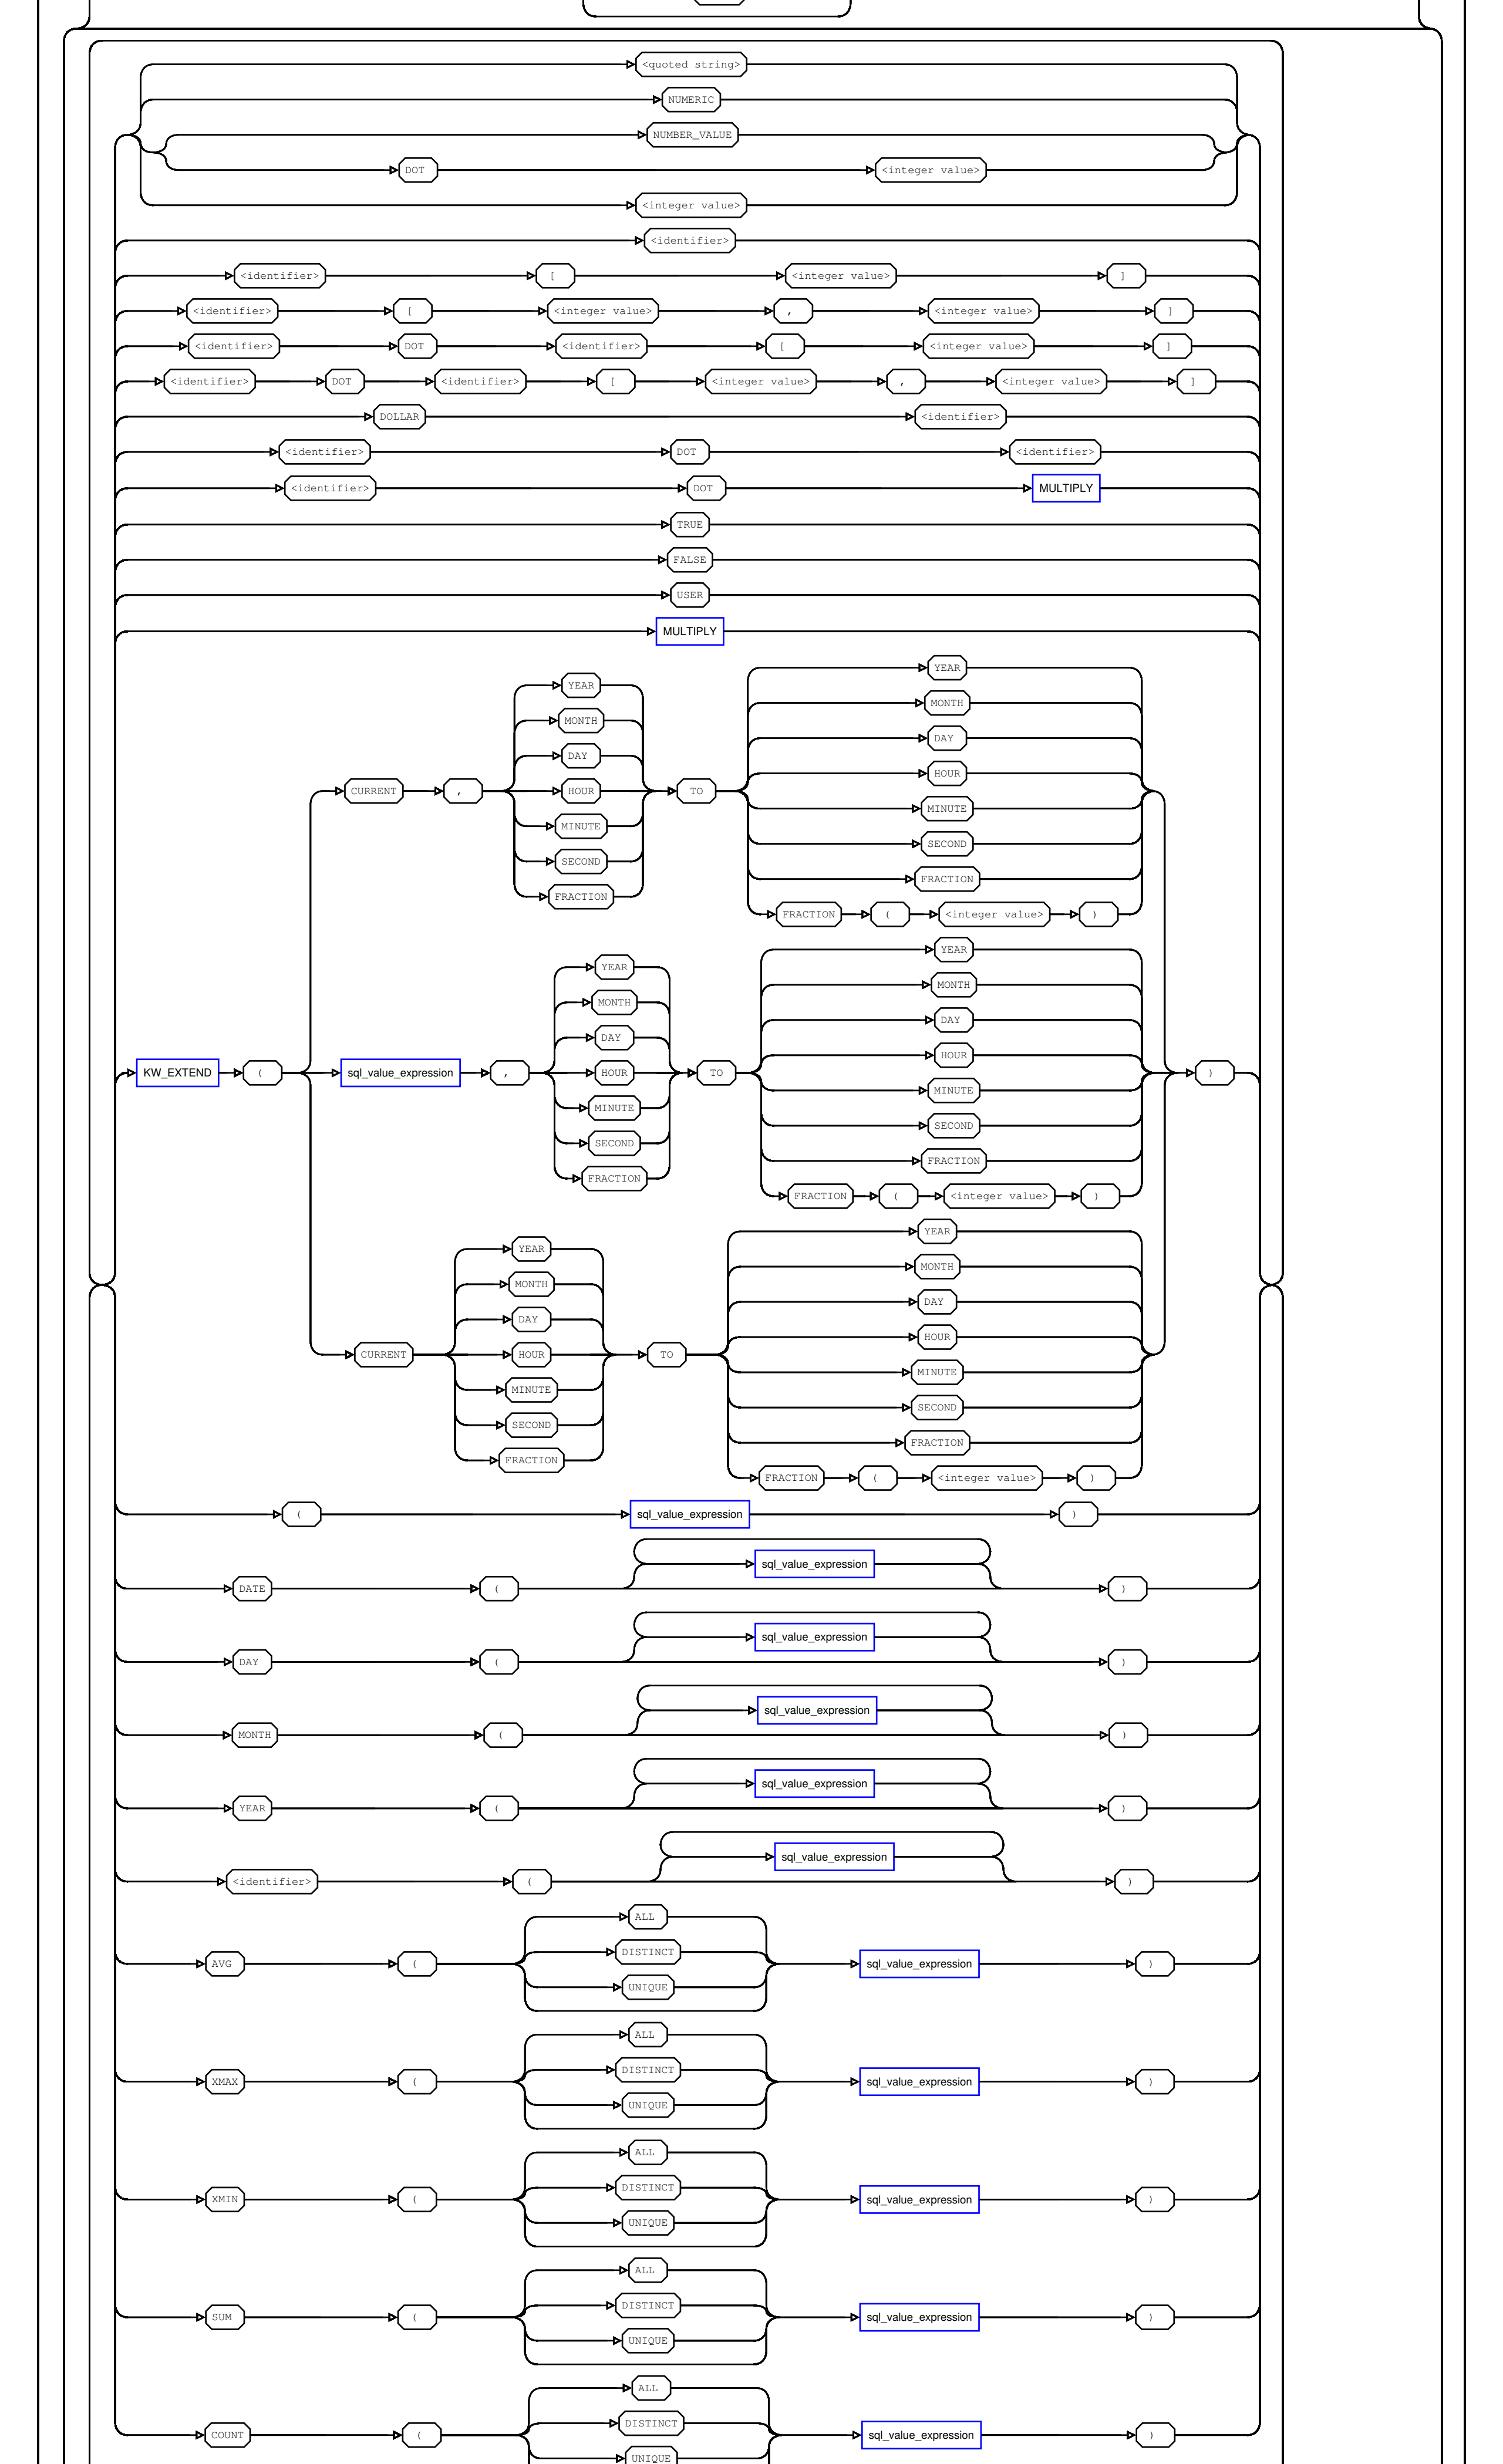 <quoted string>
NUMERIC
NUMBER_VALUE
DOT <integer value>
<integer value>
<identifier>
<identifier> [ <integer value> ]
<identifier> [ <integer value> , <integer value> ]
<identifier> DOT <identifier> [ <integer value> ]
<identifier> DOT <identifier> [ <integer value> , <integer value> ]
DOLLAR <identifier>
<identifier> DOT <identifier>
<identifier> DOT MULTIPLY
TRUE
FALSE
USER
MULTIPLY
YEAR
YEAR
MONTH
MONTH
DAY
DAY
HOUR
CURRENT , HOUR TO
MINUTE
MINUTE
SECOND
SECOND
FRACTION
FRACTION
FRACTION ( <integer value> )
YEAR
YEAR
MONTH
MONTH
DAY
DAY
HOUR
KW_EXTEND ( sql_value_expression , HOUR TO )
MINUTE
MINUTE
SECOND
SECOND
FRACTION
FRACTION
FRACTION ( <integer value> )
YEAR
YEAR
MONTH
MONTH
DAY
DAY
HOUR
CURRENT HOUR TO
MINUTE
MINUTE
SECOND
SECOND
FRACTION
FRACTION
FRACTION ( <integer value> )
( sql_value_expression )
sql_value_expression
DATE ( )
sql_value_expression
DAY ( )
sql_value_expression
MONTH ( )
sql_value_expression
YEAR ( )
sql_value_expression
<identifier> ( )
ALL
DISTINCT
AVG ( sql_value_expression )
UNIQUE
ALL
DISTINCT
XMAX ( sql_value_expression )
UNIQUE
ALL
DISTINCT
XMIN ( sql_value_expression )
UNIQUE
ALL
DISTINCT
SUM ( sql_value_expression )
UNIQUE
ALL
DISTINCT
COUNT ( sql_value_expression )
UNIQUE